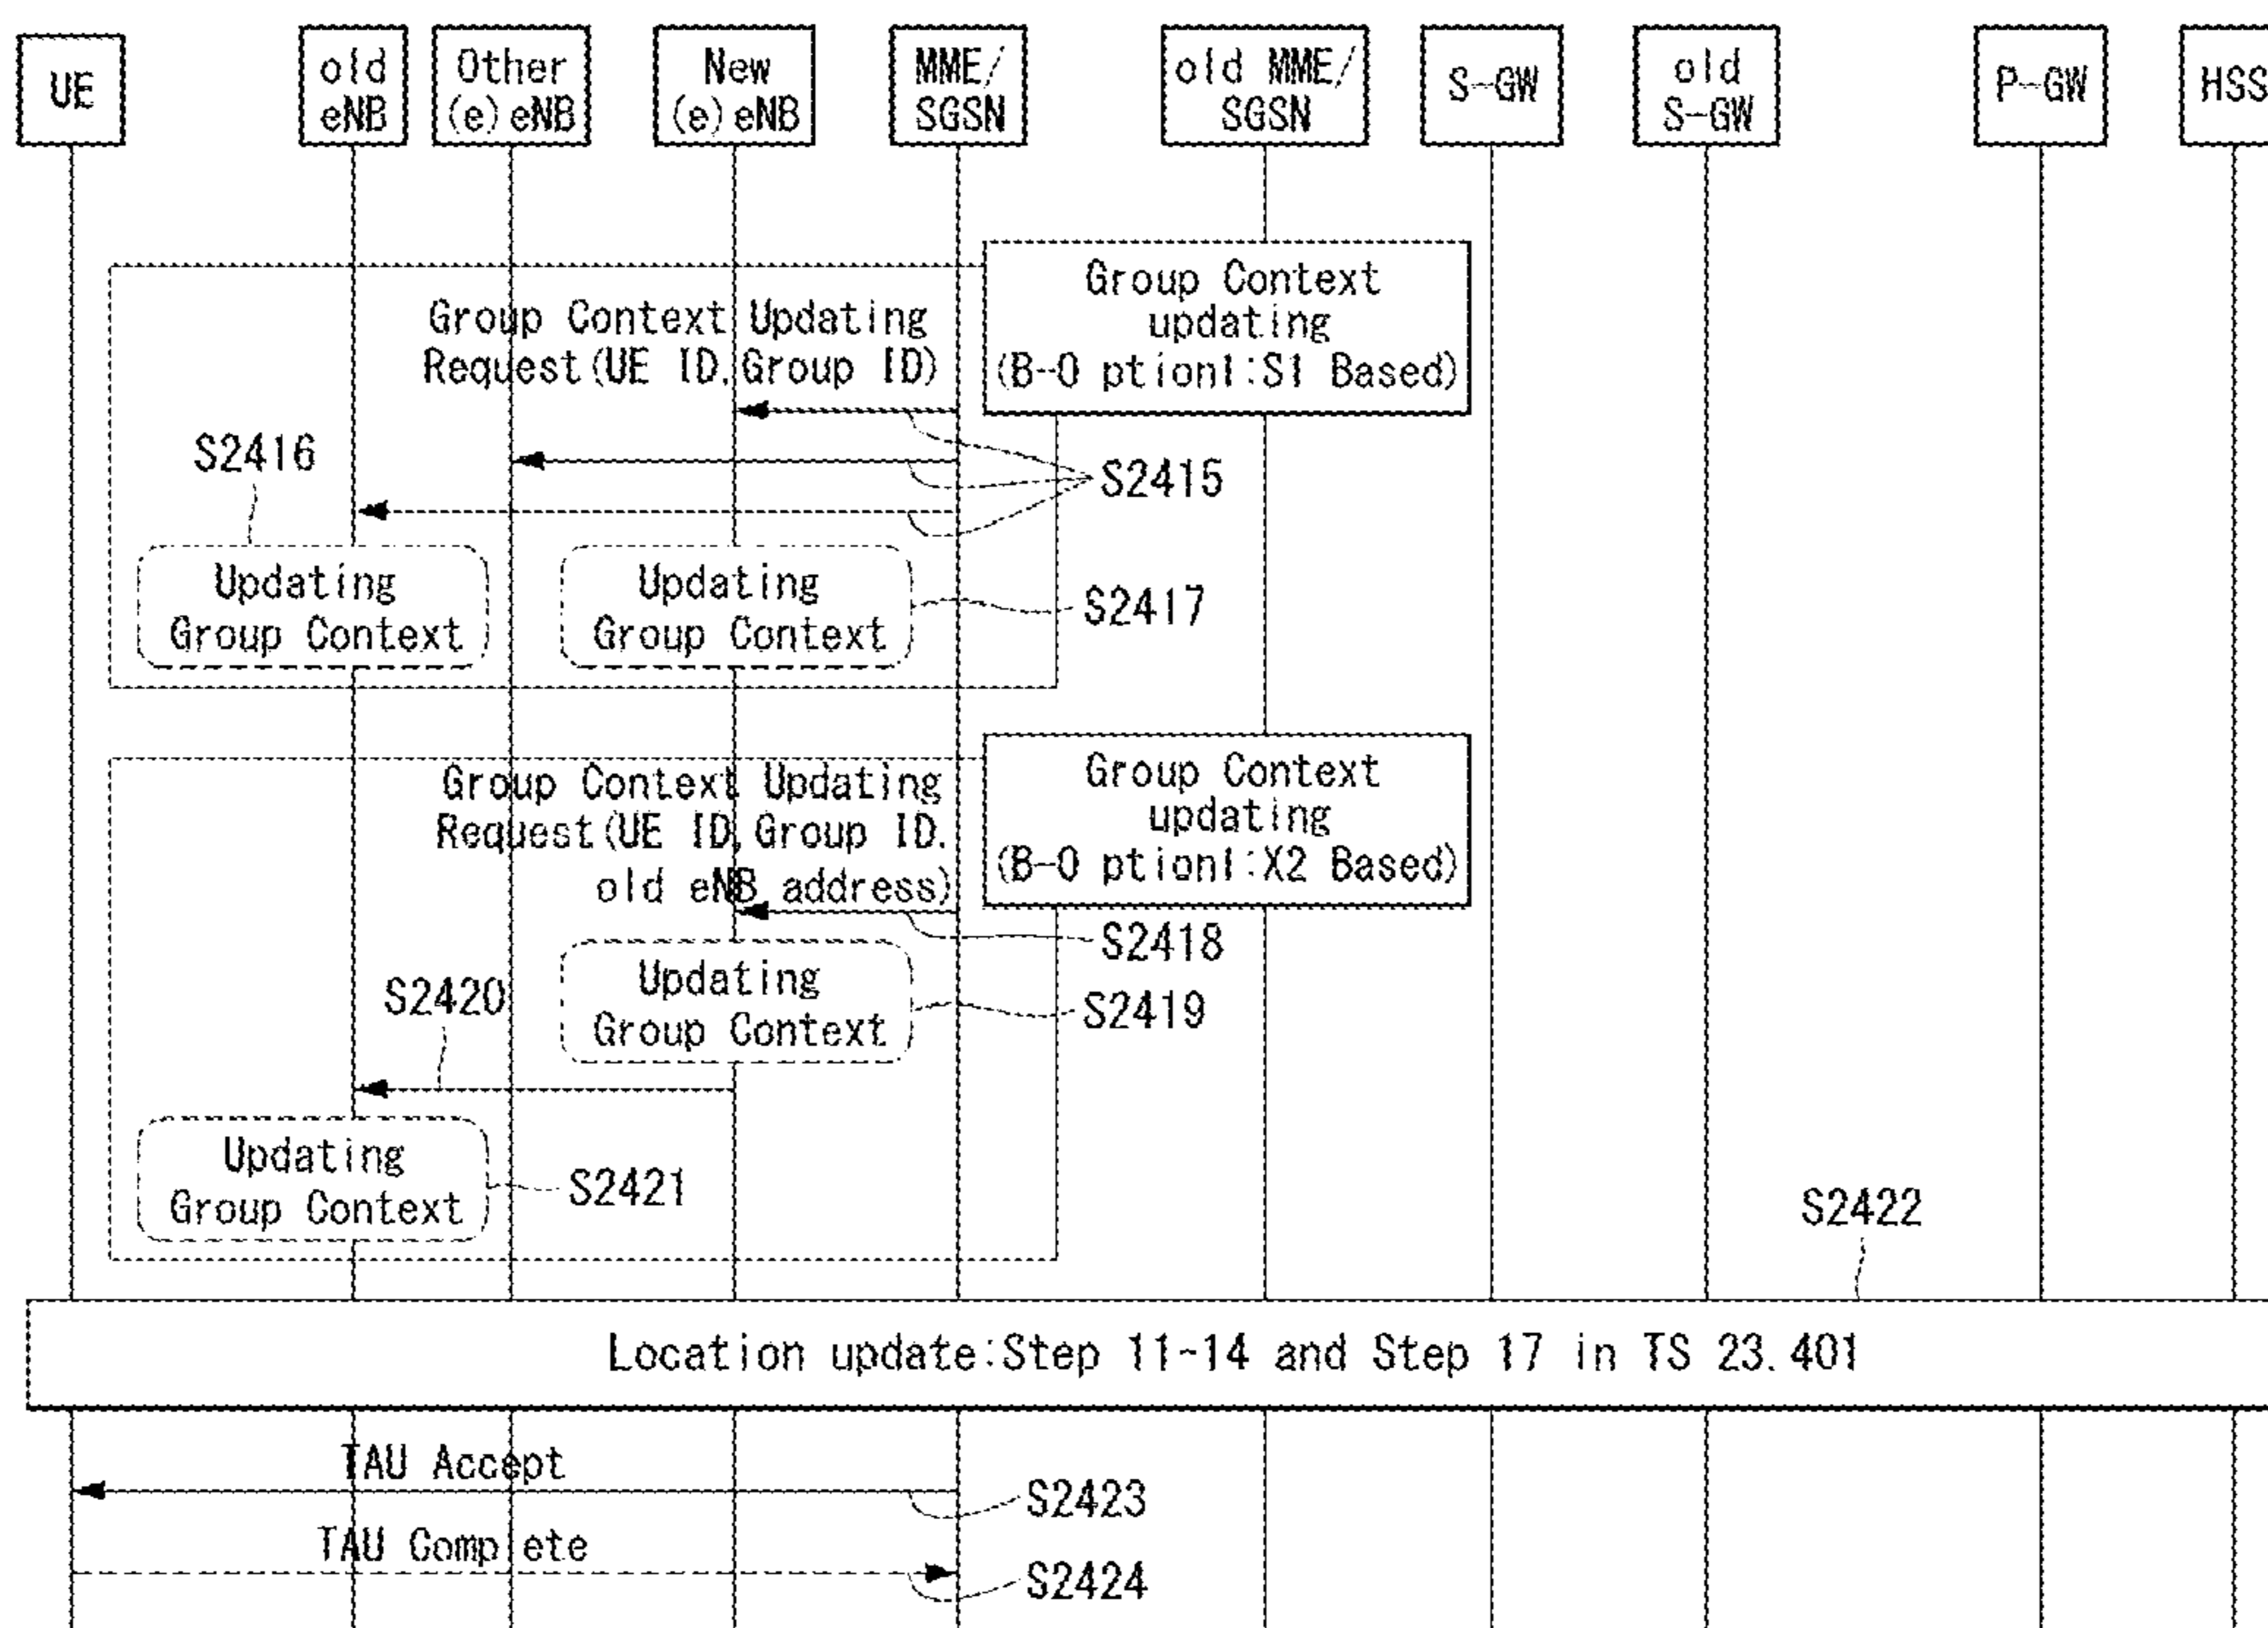 UE
old
eNB
Other
(e)eNB
New
(e)eNB
MME/
SGSN
old MME/
SGSN
S-GW
old
S-GW
P-GW
HSS
Group Context
updating
(B-O ption1:S1 Based)
Group Context Updating
Request(UE ID,Group ID)
S2415
S2416
Updating
Group Context
Updating
Group Context
S2417
Group Context
updating
(B-O ption1:X2 Based)
Group Context Updating
Request(UE ID,Group ID.
old eNB address)
S2418
Updating
Group Context
S2419
S2420
Updating
Group Context
S2421
S2422
Location update:Step 11-14 and Step 17 in TS 23.401
TAU Accept
S2423
TAU Complete
S2424